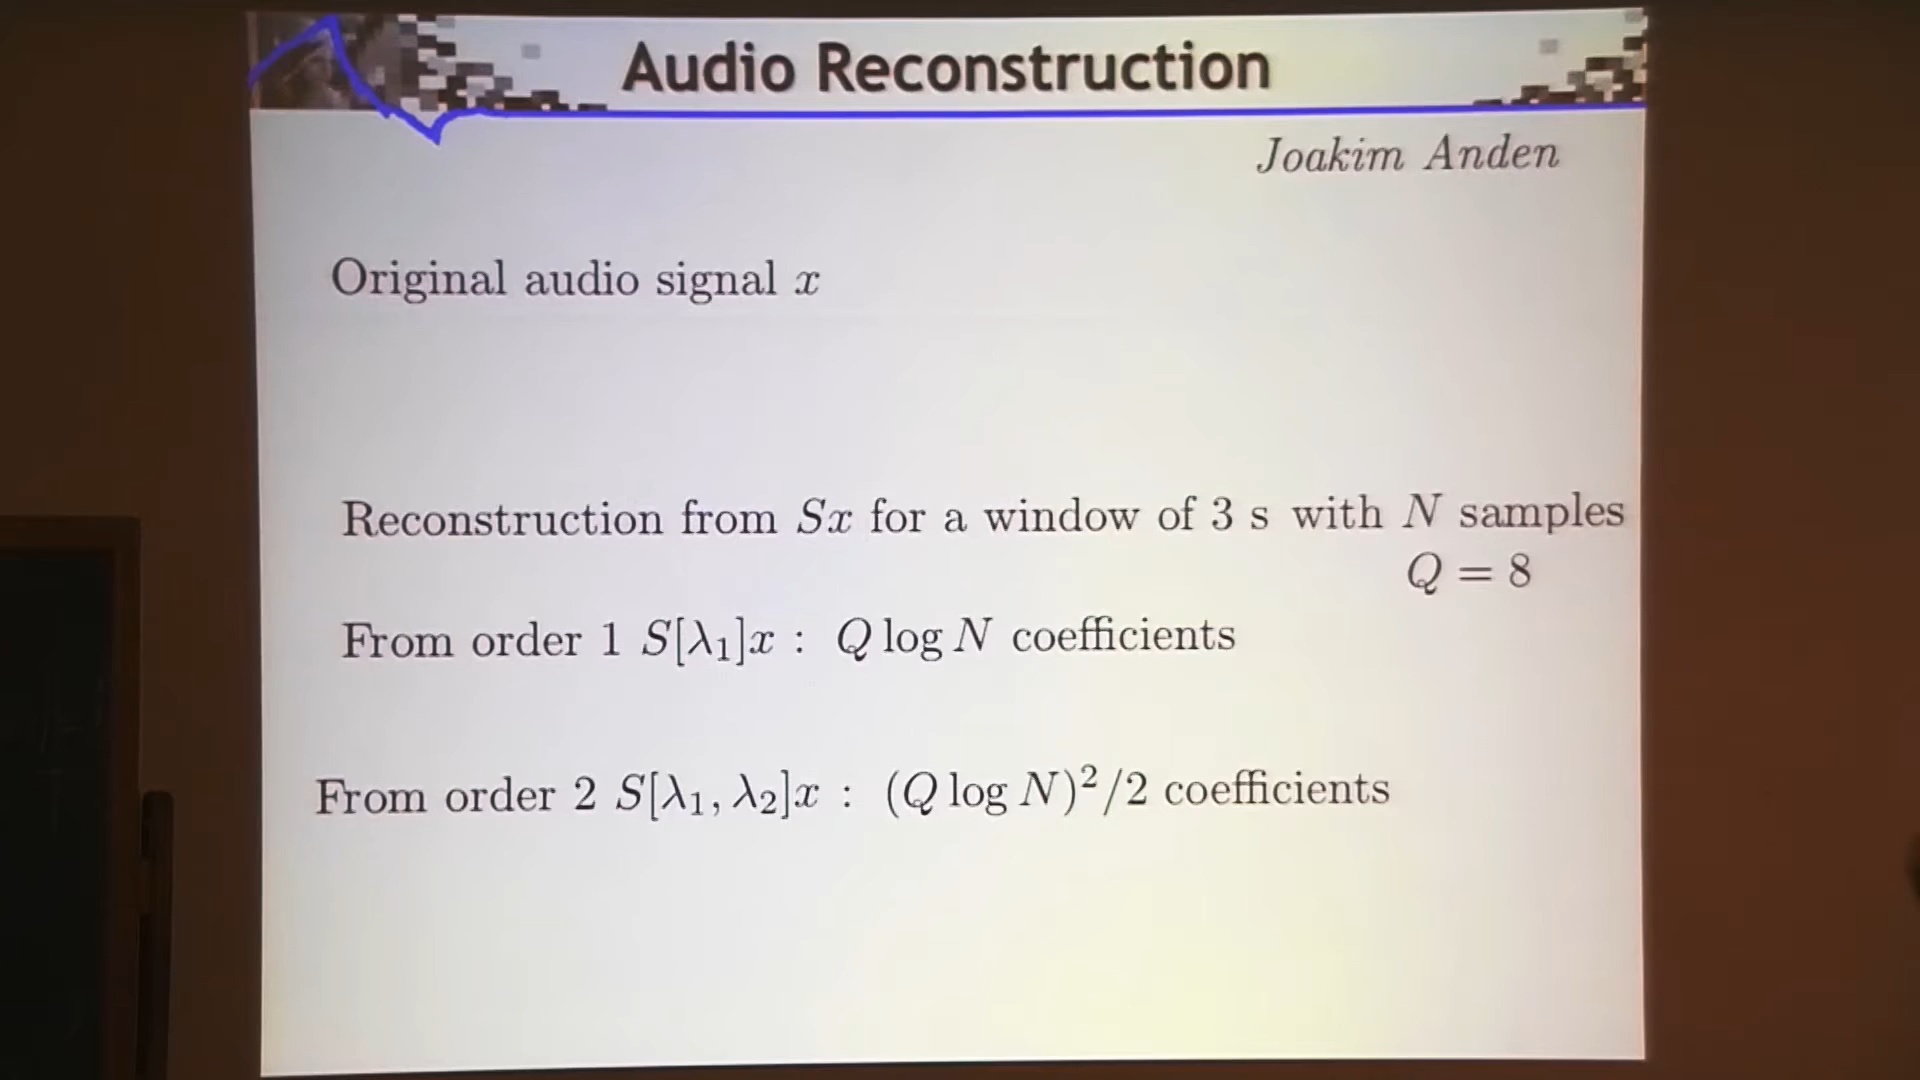 Audio Reconstruction
Joakim Anden
Original audio signal x
Reconstruction from Sx for a window of 3 s with N samples
Q = 8
From order 1 S[λ₁]x : Q log N coefficients
From order 2 S[λ₁, λ₂]x : (Q log N)²/2 coefficients